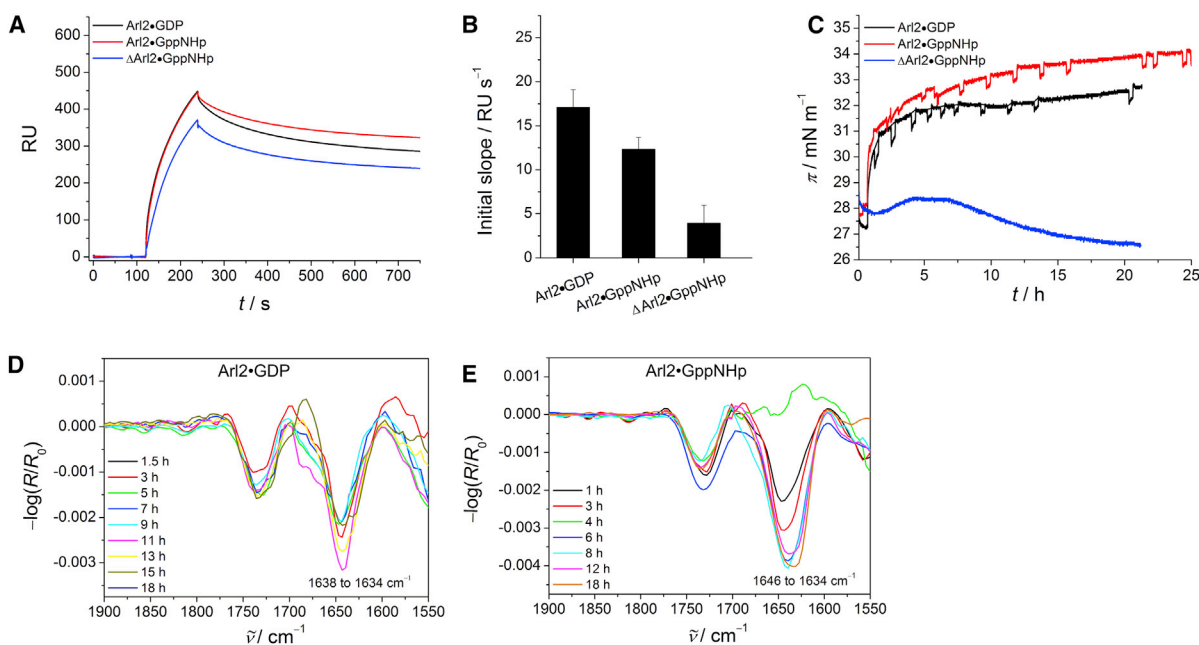 A
Arl2•GDP
Arl2•GppNHp
ΔArl2•GppNHp
600
500
400
300
200
100
0
RU
0 100 200 300 400 500 600 700
t / s
B
25
20
15
10
5
0
Initial slope / RU s⁻¹
Arl2•GDP
Arl2•GppNHp
ΔArl2•GppNHp
C
Arl2•GDP
Arl2•GppNHp
ΔArl2•GppNHp
35
34
33
32
31
30
29
28
27
26
π / mN m⁻¹
0 5 10 15 20 25
t / h
D
Arl2•GDP
0.001
0.000
-0.001
-0.002
-0.003
–log(R/R₀)
1.5 h
3 h
5 h
7 h
9 h
11 h
13 h
15 h
18 h
1638 to 1634 cm⁻¹
1900 1850 1800 1750 1700 1650 1600 1550
ṽ / cm⁻¹
E
Arl2•GppNHp
0.001
0.000
-0.001
-0.002
-0.003
-0.004
–log(R/R₀)
1 h
3 h
4 h
6 h
8 h
12 h
18 h
1646 to 1634 cm⁻¹
1900 1850 1800 1750 1700 1650 1600 1550
ṽ / cm⁻¹